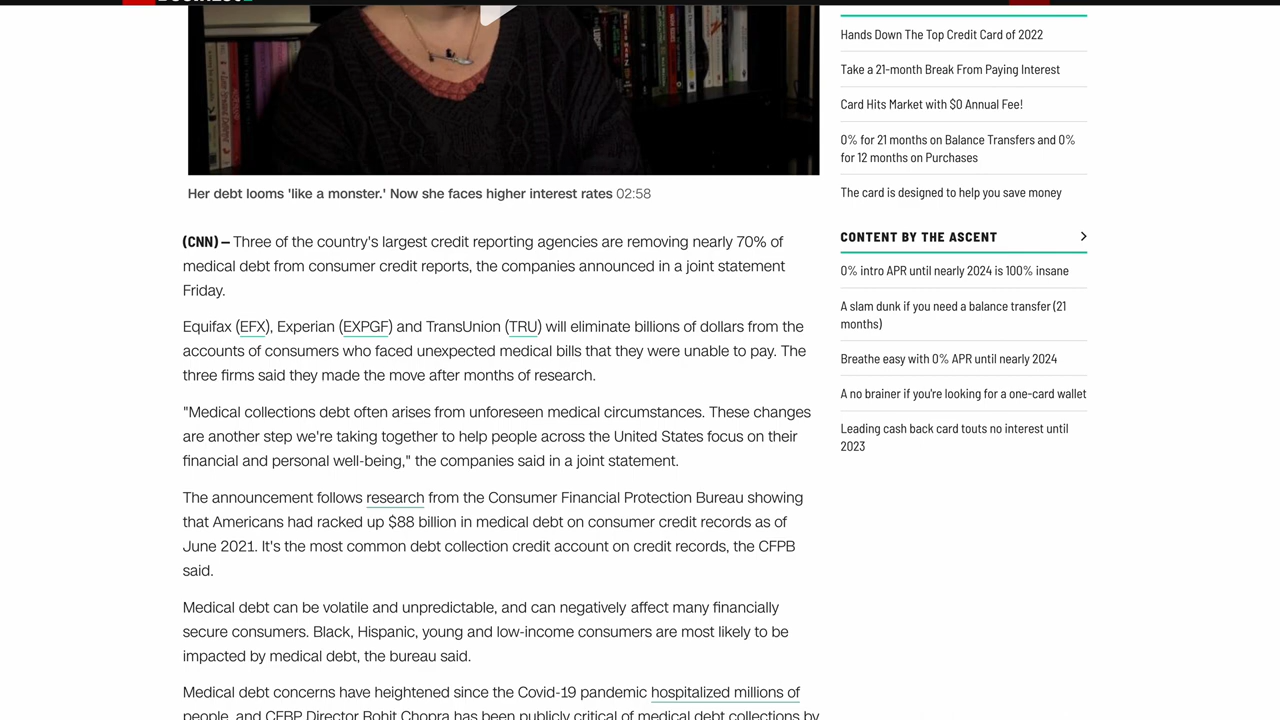 Her debt looms 'like a monster.' Now she faces higher interest rates 02:58
(CNN) — Three of the country's largest credit reporting agencies are removing nearly 70% of
medical debt from consumer credit reports, the companies announced in a joint statement
Friday.
Equifax (EFX), Experian (EXPGF) and TransUnion (TRU) will eliminate billions of dollars from the
accounts of consumers who faced unexpected medical bills that they were unable to pay. The
three firms said they made the move after months of research.
"Medical collections debt often arises from unforeseen medical circumstances. These changes
are another step we're taking together to help people across the United States focus on their
financial and personal well-being," the companies said in a joint statement.
The announcement follows research from the Consumer Financial Protection Bureau showing
that Americans had racked up $88 billion in medical debt on consumer credit records as of
June 2021. It's the most common debt collection credit account on credit records, the CFPB
said.
Medical debt can be volatile and unpredictable, and can negatively affect many financially
secure consumers. Black, Hispanic, young and low-income consumers are most likely to be
impacted by medical debt, the bureau said.
Medical debt concerns have heightened since the Covid-19 pandemic hospitalized millions of
people, and CFBP Director Rohit Chopra has been publicly critical of medical debt collections by
Hands Down The Top Credit Card of 2022
Take a 21-month Break From Paying Interest
Card Hits Market with $0 Annual Fee!
0% for 21 months on Balance Transfers and 0%
for 12 months on Purchases
The card is designed to help you save money
CONTENT BY THE ASCENT
0% intro APR until nearly 2024 is 100% insane
A slam dunk if you need a balance transfer (21
months)
Breathe easy with 0% APR until nearly 2024
A no brainer if you're looking for a one-card wallet
Leading cash back card touts no interest until
2023